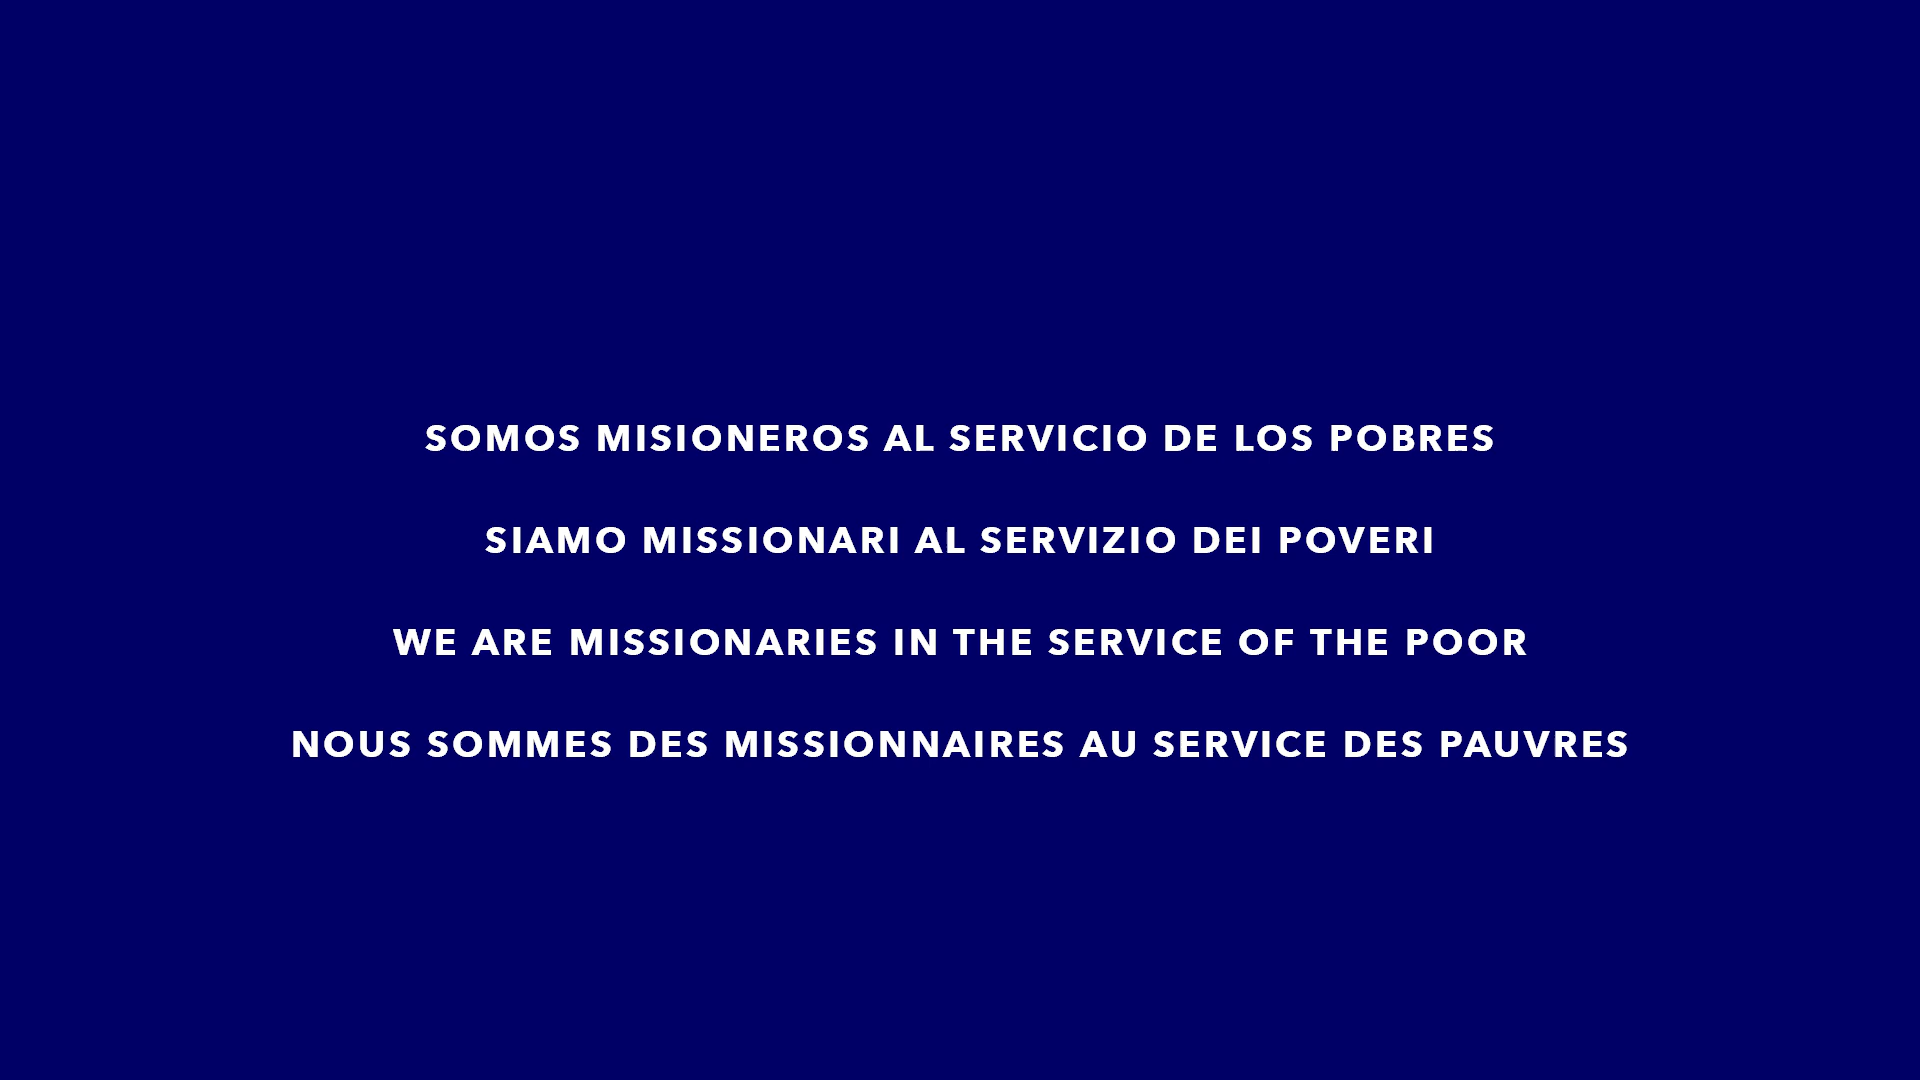 SOMOS MISIONEROS AL SERVICIO DE LOS POBRES
SIAMO MISSIONARI AL SERVIZIO DEI POVERI
WE ARE MISSIONARIES IN THE SERVICE OF THE POOR
NOUS SOMMES DES MISSIONNAIRES AU SERVICE DES PAUVRES